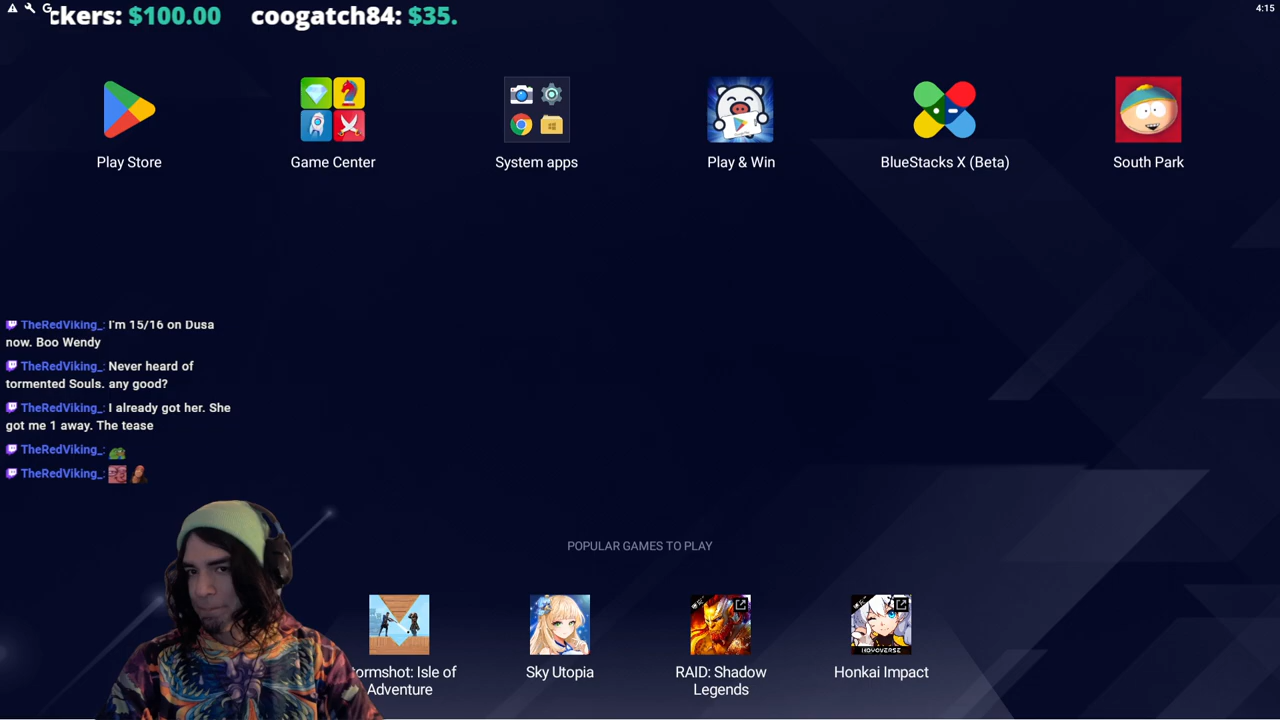 4:15
ckers: $100.00 coogatch84: $35.
Play Store
Game Center
System apps
Play & Win
BlueStacks X (Beta)
South Park
TheRedViking_: I'm 15/16 on Dusa
now. Boo Wendy
TheRedViking_: Never heard of
tormented Souls. any good?
TheRedViking_: I already got her. She
got me 1 away. The tease
TheRedViking_:
TheRedViking_:
POPULAR GAMES TO PLAY
ormshot: Isle of
Adventure
Sky Utopia
RAID: Shadow
Legends
HOYOVERSE
Honkai Impact